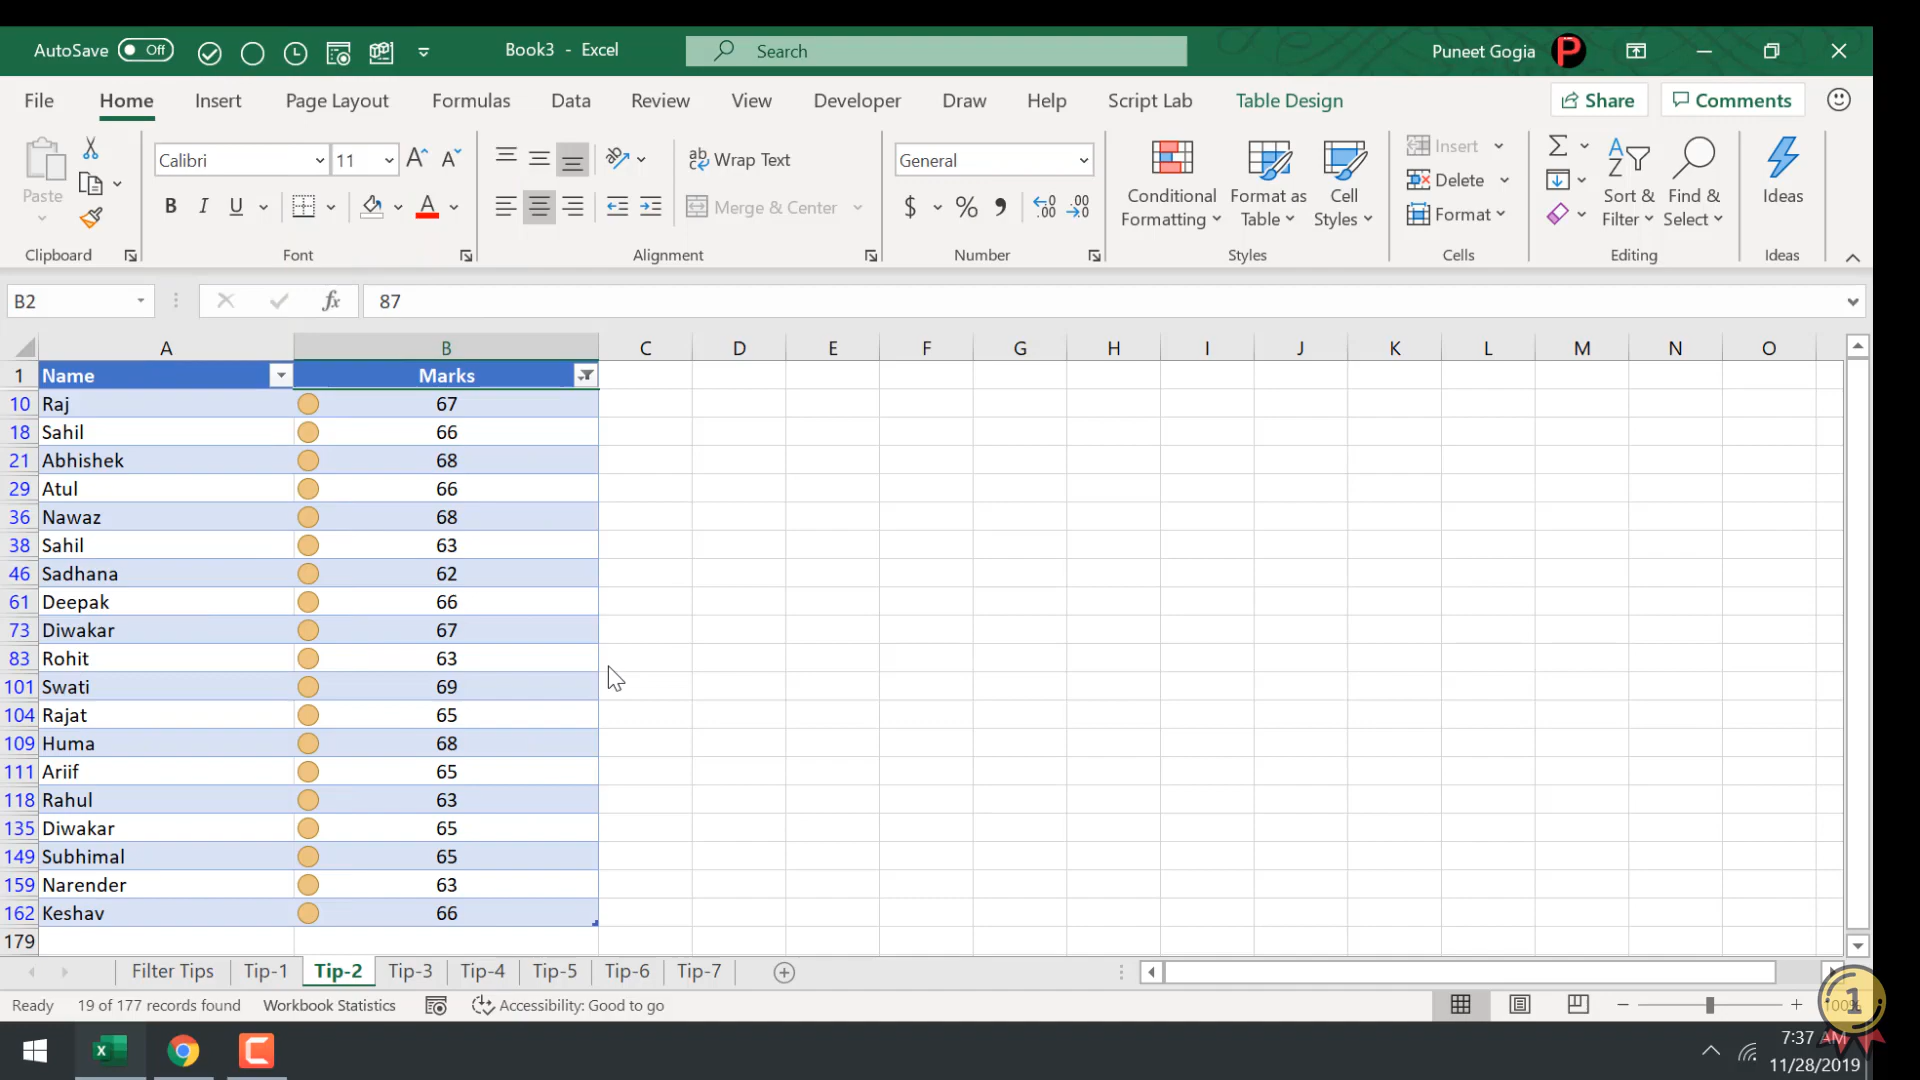 AutoSave Off Book3 - Excel Search Puneet Gogia P
File Home Insert Page Layout Formulas Data Review View Developer Draw Help Script Lab Table Design Share Comments
Calibri 11 ab Wrap Text General Insert
Paste B I U Merge & Center $ % Conditional Formatting Format as Table Cell Styles Delete Format Sort & Filter Find & Select Ideas
Clipboard Font Alignment Number Styles Cells Editing Ideas
B2 fx 87
A B C D E F G H I J K L M N O
1 Name Marks
10 Raj 67
18 Sahil 66
21 Abhishek 68
29 Atul 66
36 Nawaz 68
38 Sahil 63
46 Sadhana 62
61 Deepak 66
73 Diwakar 67
83 Rohit 63
101 Swati 69
104 Rajat 65
109 Huma 68
111 Ariif 65
118 Rahul 63
135 Diwakar 65
149 Subhimal 65
159 Narender 63
162 Keshav 66
179
Filter Tips Tip-1 Tip-2 Tip-3 Tip-4 Tip-5 Tip-6 Tip-7
Ready 19 of 177 records found Workbook Statistics Accessibility: Good to go 100% 1
7:37 AM
11/28/2019